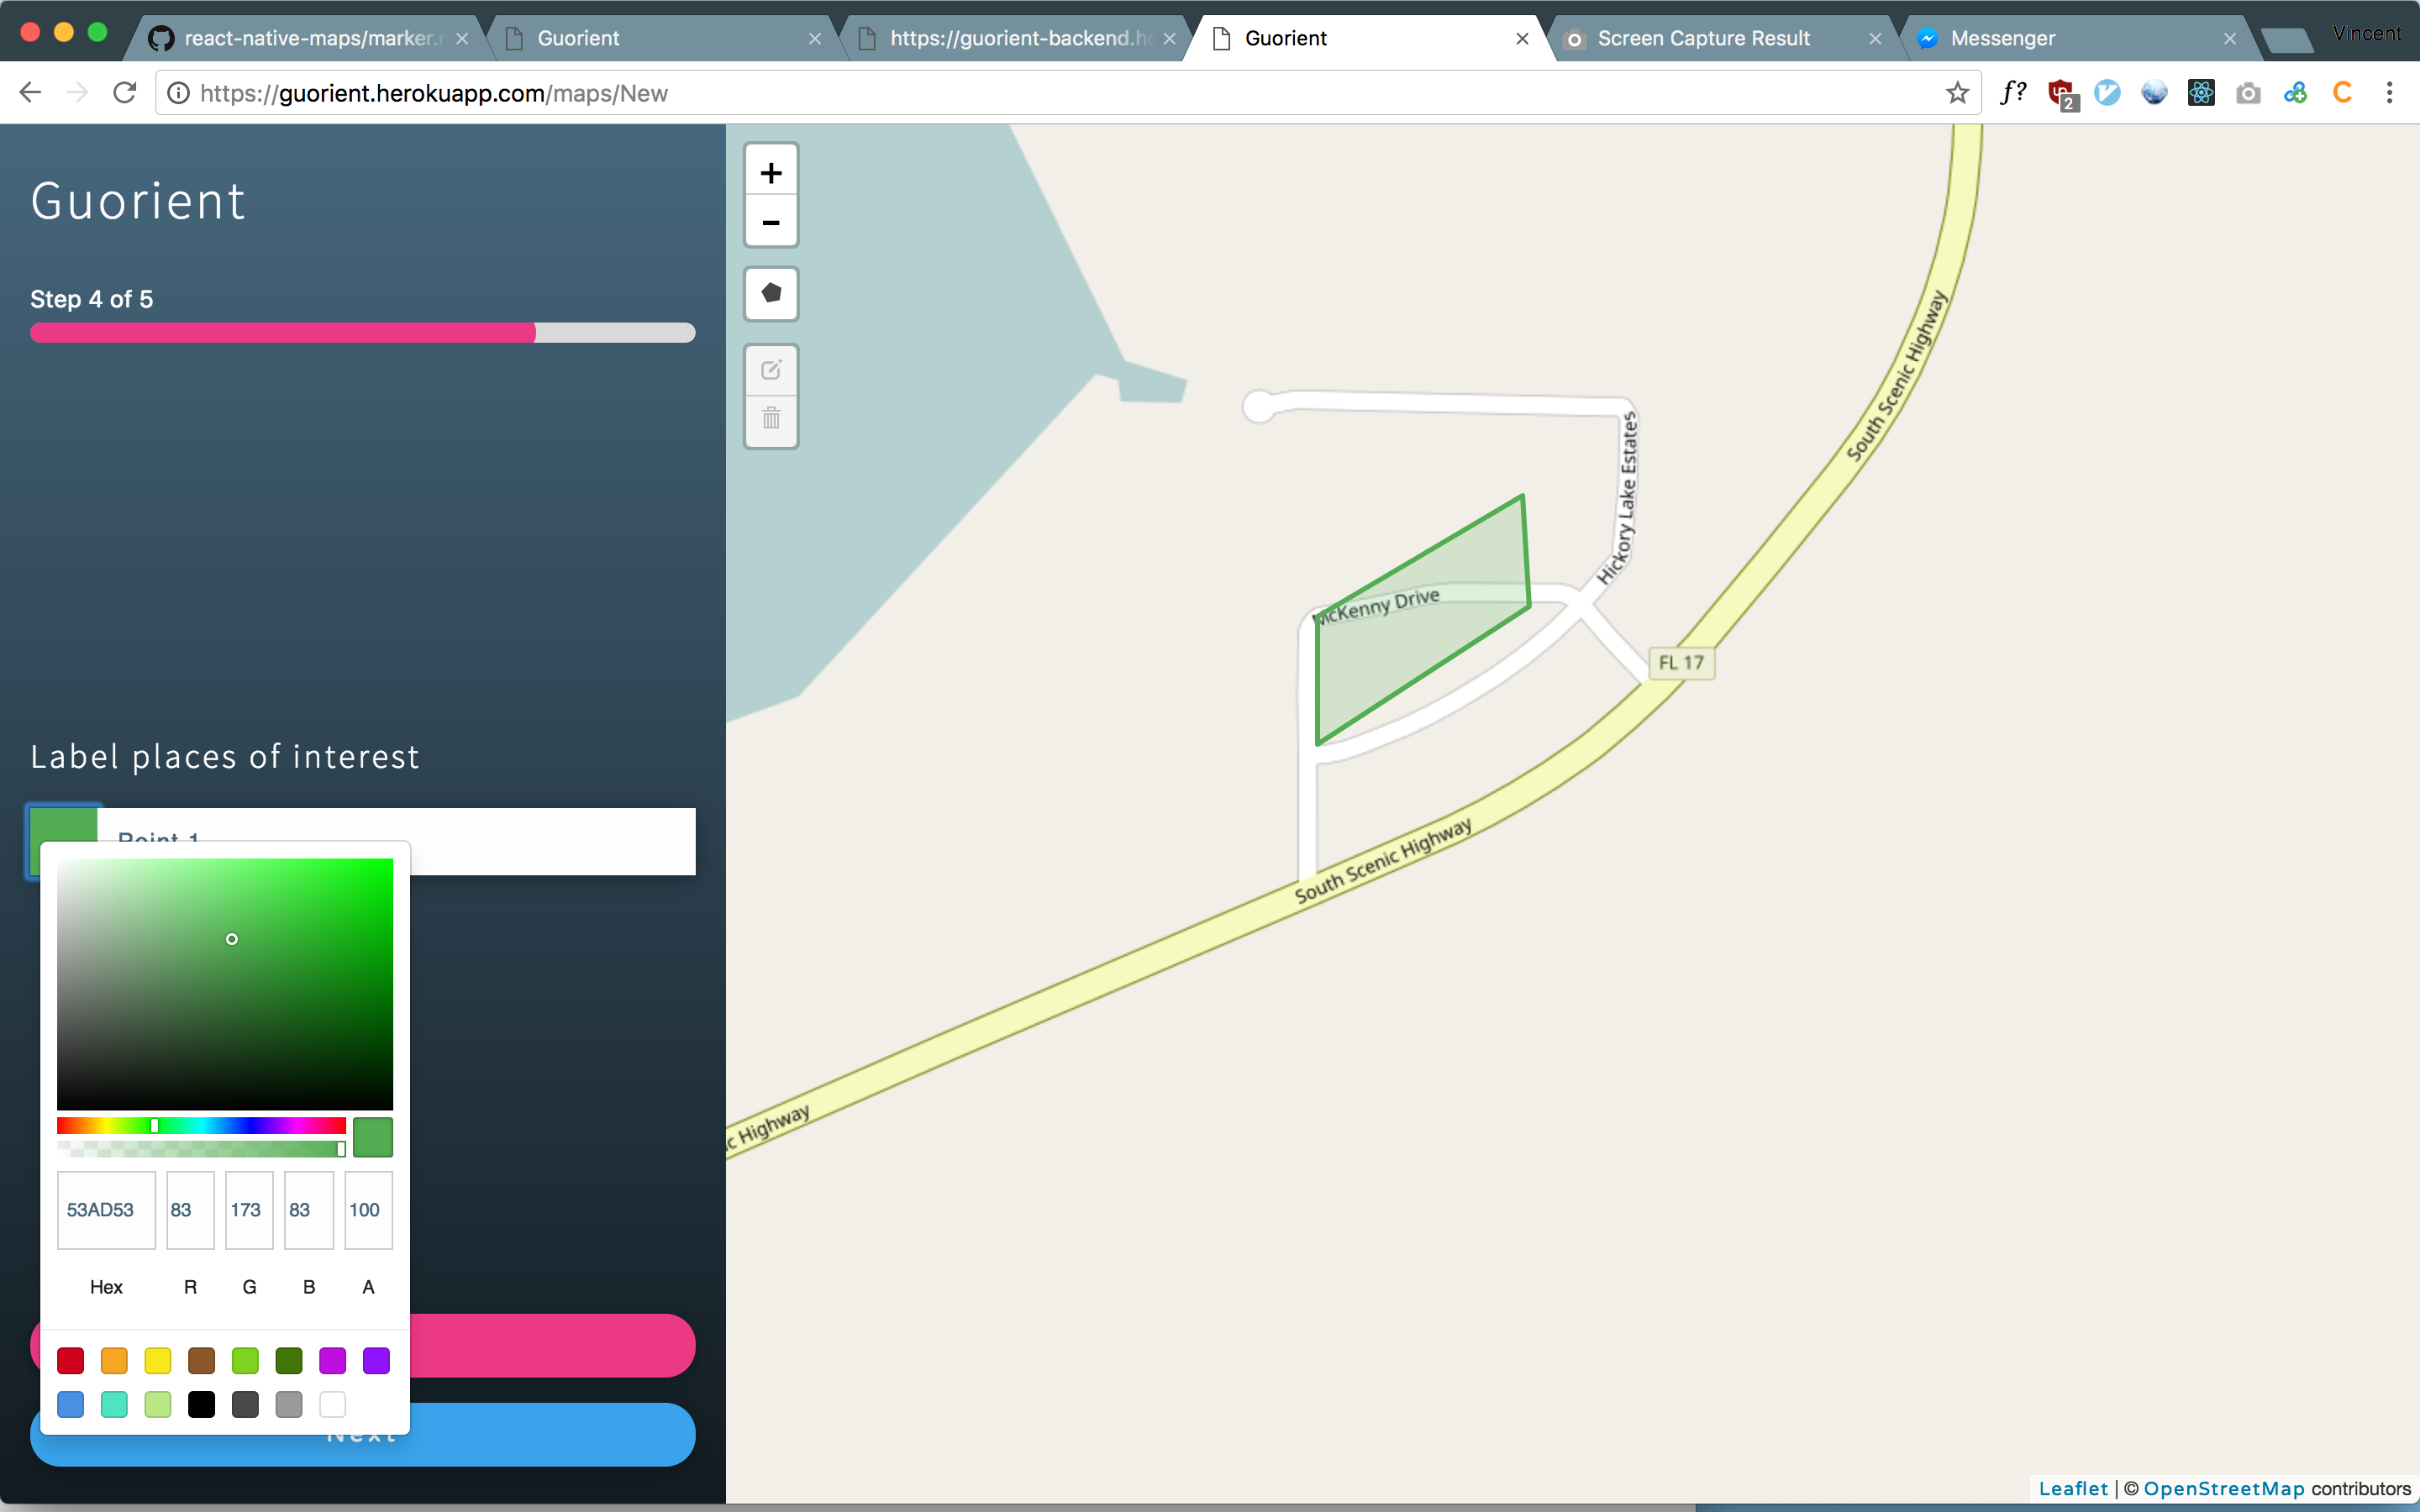 react-native-maps/marker.
Guorient
https://guorient-backend.he
Guorient
Screen Capture Result
Messenger
Vincent
https://guorient.herokuapp.com/maps/New
f?
2
Guorient
Step 4 of 5
Label places of interest
Point 1
53AD53 83 173 83 100
Hex R G B A
Next
+
-
South Scenic Highway
Hickory Lake Estates
McKenny Drive
FL 17
South Scenic Highway
c Highway
Leaflet | © OpenStreetMap contributors